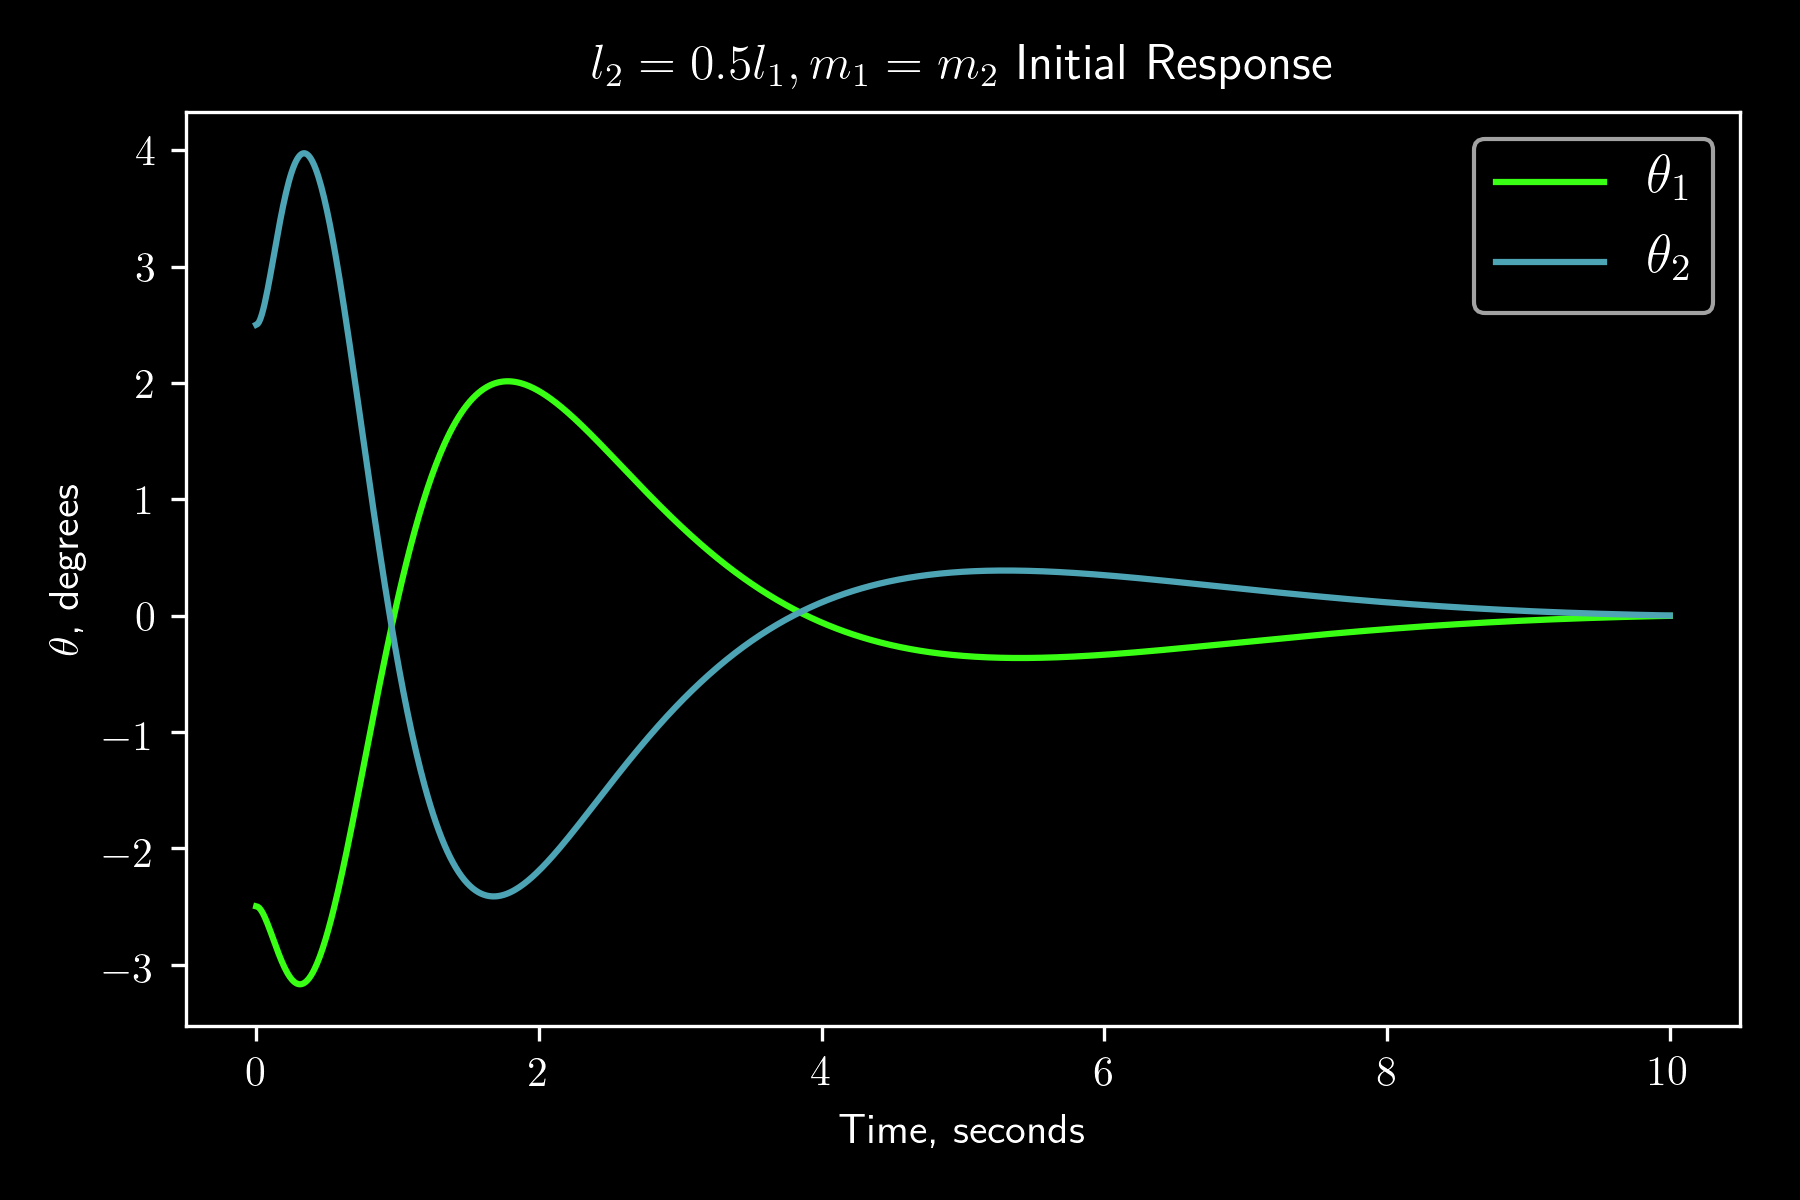 l₂ = 0.5l₁, m₁ = m₂ Initial Response
θ₁
θ₂
4
3
2
1
0
−1
−2
−3
θ, degrees
0 2 4 6 8 10
Time, seconds